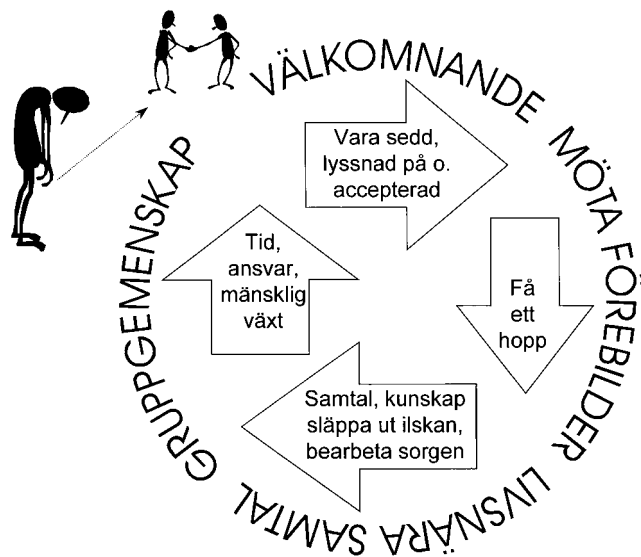 VÄLKOMNANDE
MÖTA FÖREBILDER
LIVSNÄRA SAMTAL
GRUPPGEMENSKAP
Vara sedd,
lyssnad på o.
accepterad
Få
ett
hopp
Samtal, kunskap
släppa ut ilskan,
bearbeta sorgen
Tid,
ansvar,
mänsklig
växt